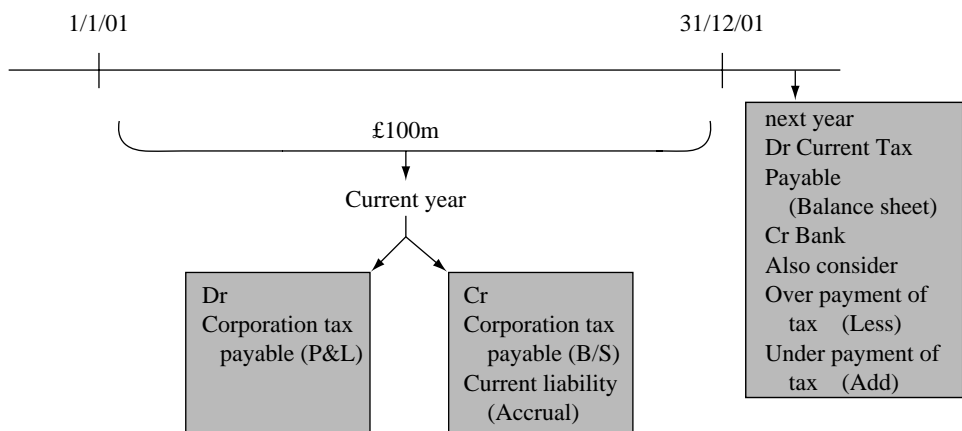 1/1/01
31/12/01
£100m
Current year
Dr
Corporation tax
payable (P&L)
Cr
Corporation tax
payable (B/S)
Current liability
(Accrual)
next year
Dr Current Tax
Payable
(Balance sheet)
Cr Bank
Also consider
Over payment of
tax (Less)
Under payment of
tax (Add)